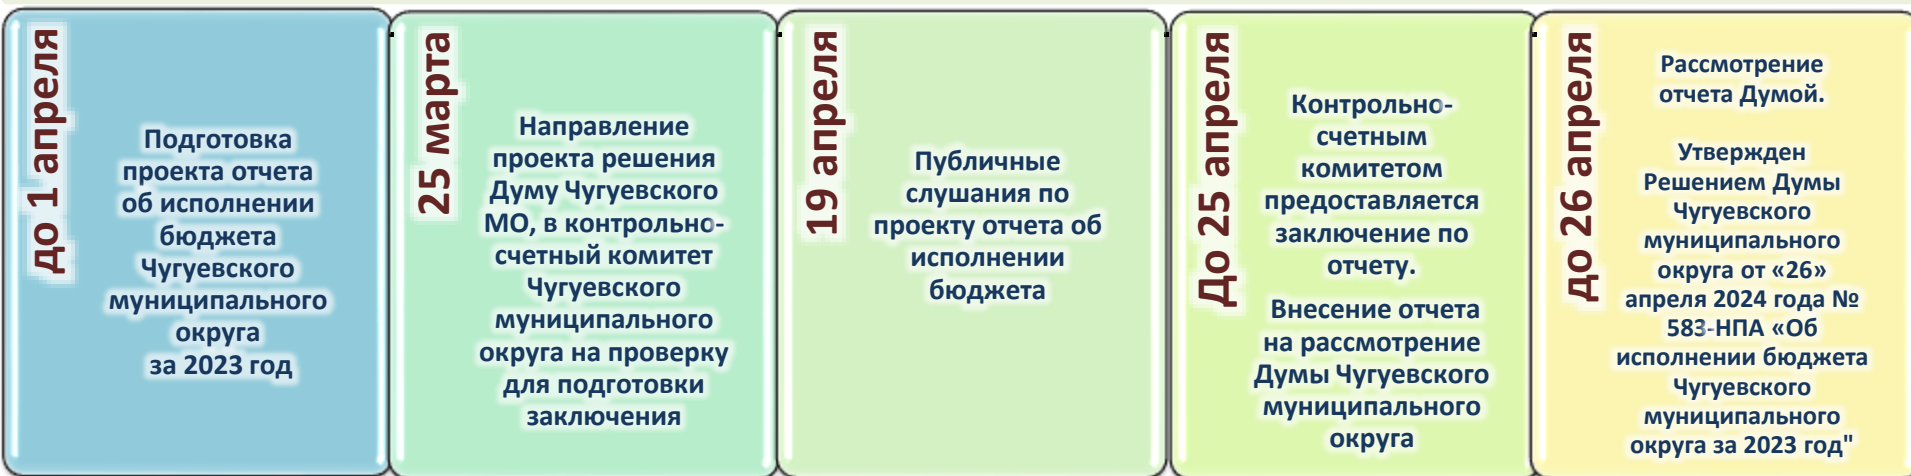 до 1 апреля
Подготовка
проекта отчета
об исполнении
бюджета
Чугуевского
муниципального
округа
за 2023 год
25 марта
Направление
проекта решения
Думу Чугуевского
МО, в контрольно-
счетный комитет
Чугуевского
муниципального
округа на проверку
для подготовки
заключения
19 апреля
Публичные
слушания по
проекту отчета об
исполнении
бюджета
До 25 апреля
Контрольно-
счетным
комитетом
предоставляется
заключение по
отчету.
Внесение отчета
на рассмотрение
Думы Чугуевского
муниципального
округа
до 26 апреля
Рассмотрение
отчета Думой.
Утвержден
Решением Думы
Чугуевского
муниципального
округа от «26»
апреля 2024 года №
583-НПА «Об
исполнении бюджета
Чугуевского
муниципального
округа за 2023 год"